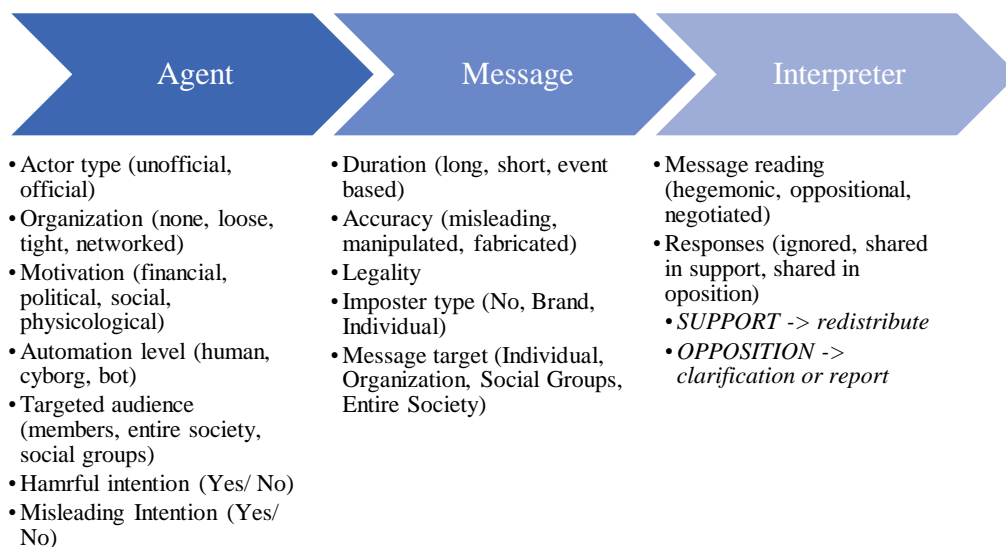 Agent
• Actor type (unofficial,
official)
• Organization (none, loose,
tight, networked)
• Motivation (financial,
political, social,
physicological)
• Automation level (human,
cyborg, bot)
• Targeted audience
(members, entire society,
social groups)
• Hamrful intention (Yes/ No)
• Misleading Intention (Yes/
No)
Message
• Duration (long, short, event
based)
• Accuracy (misleading,
manipulated, fabricated)
• Legality
• Imposter type (No, Brand,
Individual)
• Message target (Individual,
Organization, Social Groups,
Entire Society)
Interpreter
• Message reading
(hegemonic, oppositional,
negotiated)
• Responses (ignored, shared
in support, shared in
oposition)
• SUPPORT -> redistribute
• OPPOSITION ->
clarification or report